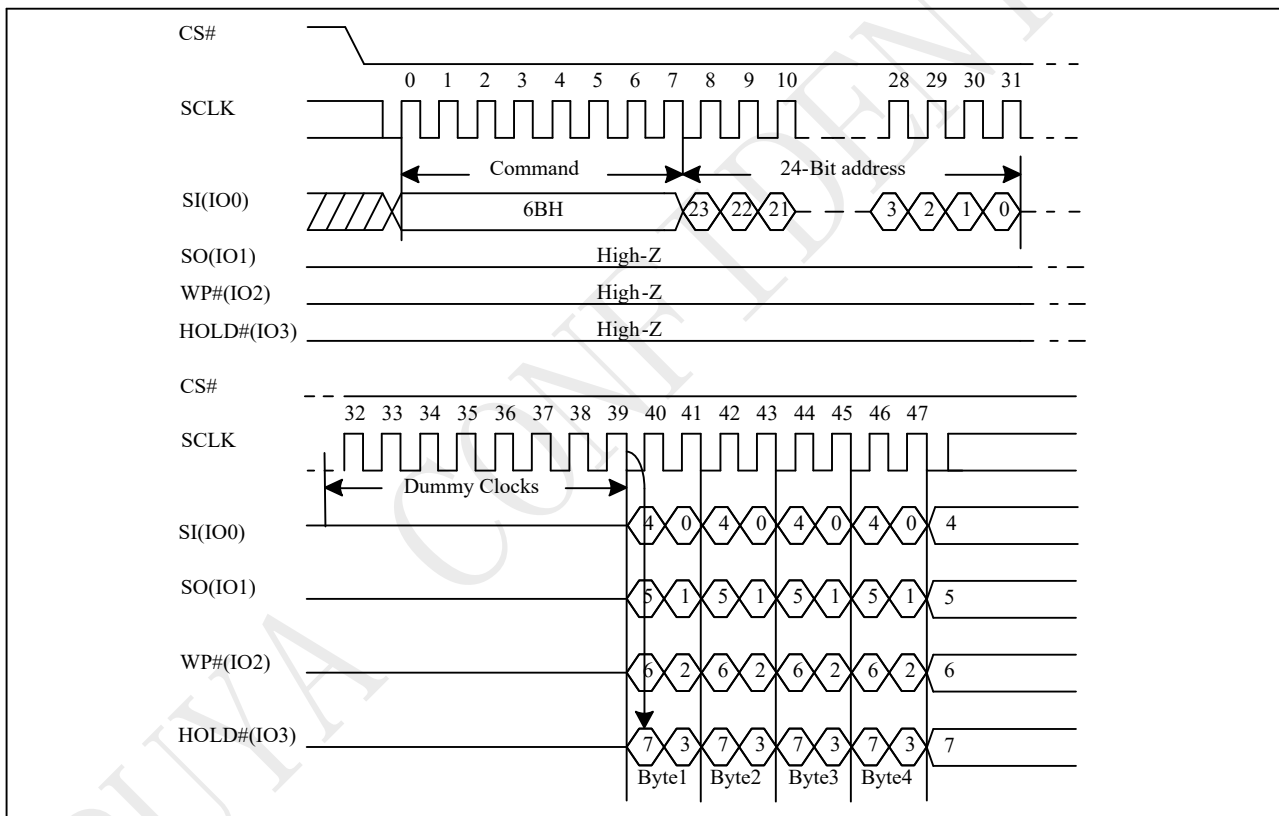 CS#
0 1 2 3 4 5 6 7 8 9 10 28 29 30 31
SCLK
Command 24-Bit address
SI(IO0) 6BH 23 22 21 3 2 1 0
SO(IO1) High-Z
WP#(IO2) High-Z
HOLD#(IO3) High-Z
CS#
32 33 34 35 36 37 38 39 40 41 42 43 44 45 46 47
SCLK
Dummy Clocks
SI(IO0) 4 0 4 0 4 0 4 0 4
SO(IO1) 5 1 5 1 5 1 5 1 5
WP#(IO2) 6 2 6 2 6 2 6 2 6
HOLD#(IO3) 7 3 7 3 7 3 7 3 7
Byte1 Byte2 Byte3 Byte4
PUYA CONFIDENT